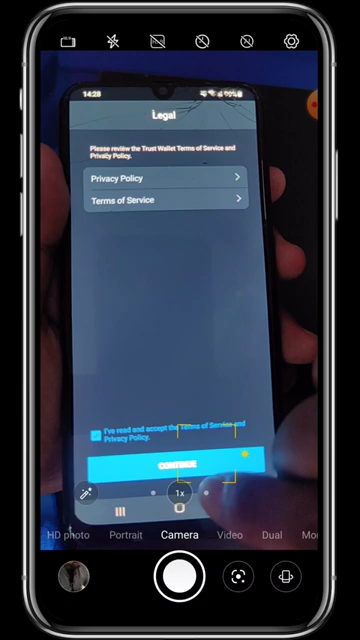 14:28
Legal
Please review the Trust Wallet Terms of Service and
Privacy Policy.
Privacy Policy
Terms of Service
I've read and accept the Terms of Service and
Privacy Policy.
CONTINUE
1x
HD photo Portrait Camera Video Dual Mo